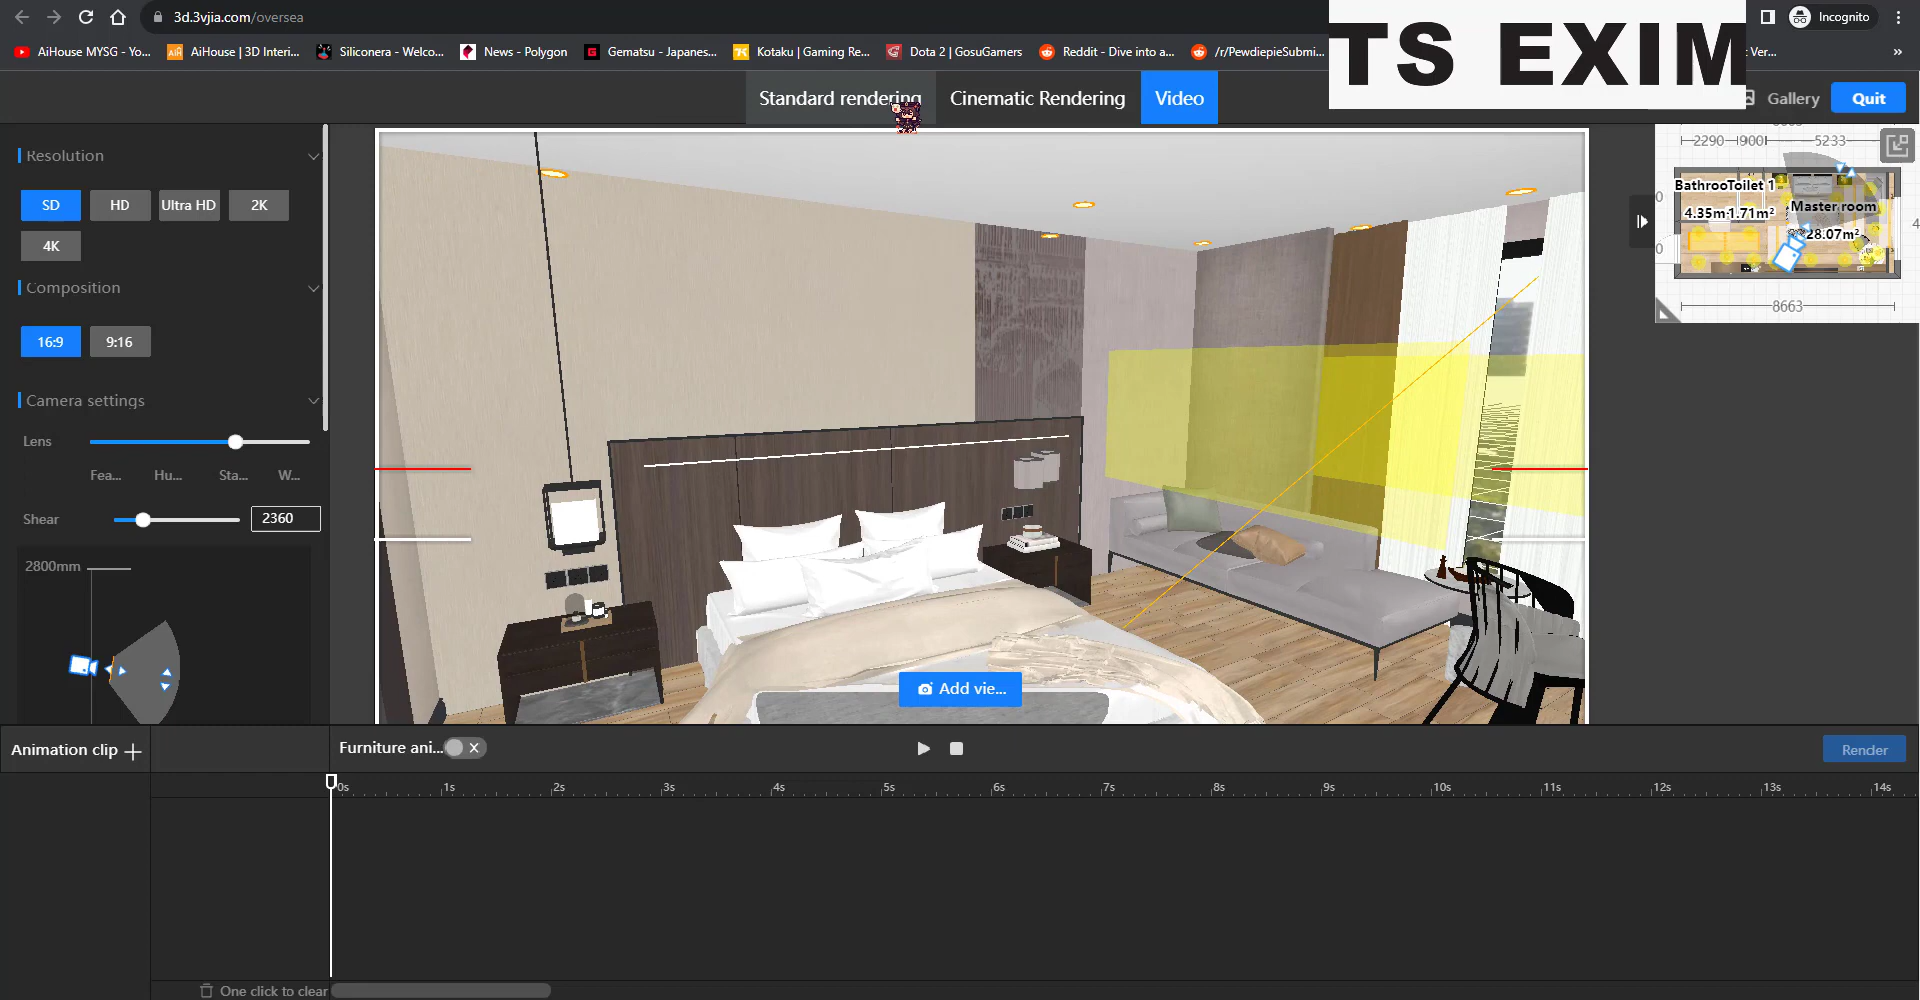 3d.3vjia.com/oversea
Incognito
AiHouse MYSG - Yo...
AiHouse | 3D Interi...
Siliconera - Welco...
News - Polygon
Gematsu - Japanes...
Kotaku | Gaming Re...
Dota 2 | GosuGamers
Reddit - Dive into a...
/r/PewdiepieSubmi...
Ver...
»
TS EXIM
Standard rendering
Cinematic Rendering
Video
Gallery
Quit
Resolution
SD
HD
Ultra HD
2K
4K
Composition
16:9
9:16
Camera settings
Lens
Fea...
Hu...
Sta...
W...
Shear
2360
2800mm
2290
900
5233
BathrooToilet 1
4.35m
1.71m²
Master room
28.07m²
8663
Add vie...
Animation clip
Furniture ani...
Render
0s
1s
2s
3s
4s
5s
6s
7s
8s
9s
10s
11s
12s
13s
14s
One click to clear